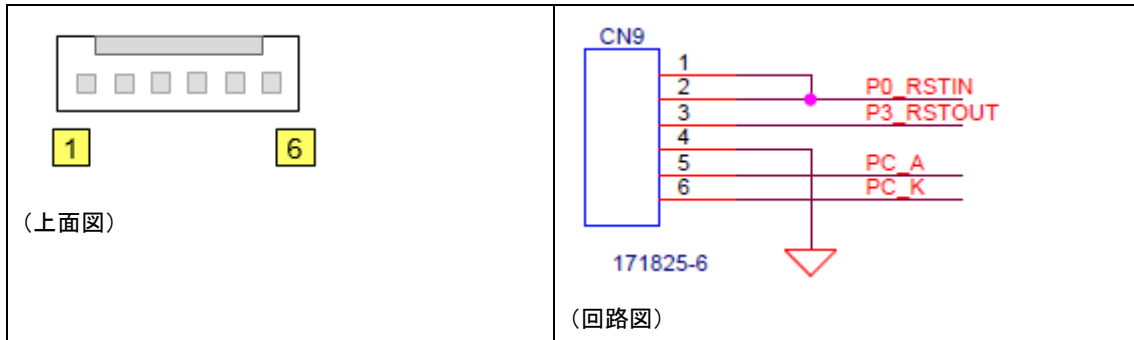 1
6
(上面図)
CN9
1
2
P0_RSTIN
3
P3_RSTOUT
4
5
PC_A
6
PC_K
171825-6
(回路図)